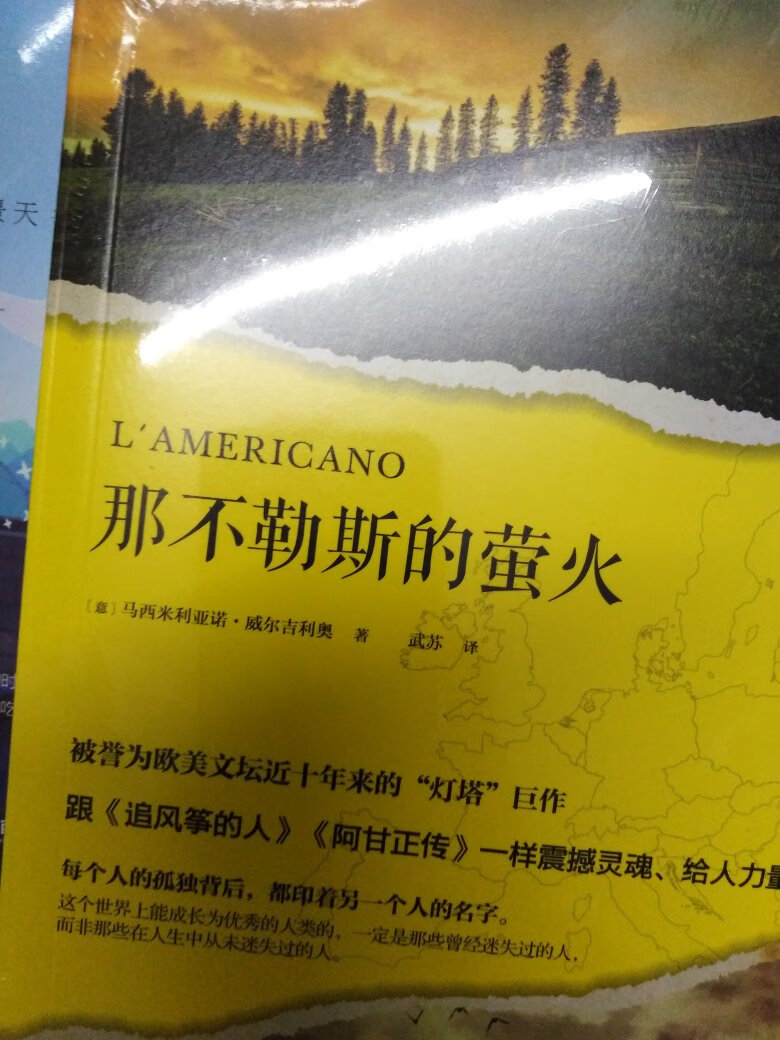 天
L'AMERICANO
那不勒斯的萤火
[意]马西米利亚诺·威尔吉利奥 著 武苏 译
被誉为欧美文坛近十年来的“灯塔”巨作
跟《追风筝的人》《阿甘正传》一样震撼灵魂、给人力量
每个人的孤独背后，都印着另一个人的名字。
这个世界上能成长为优秀的人类的，一定是那些曾经迷失过的人，
而非那些在人生中从未迷失过的人。
时
吃